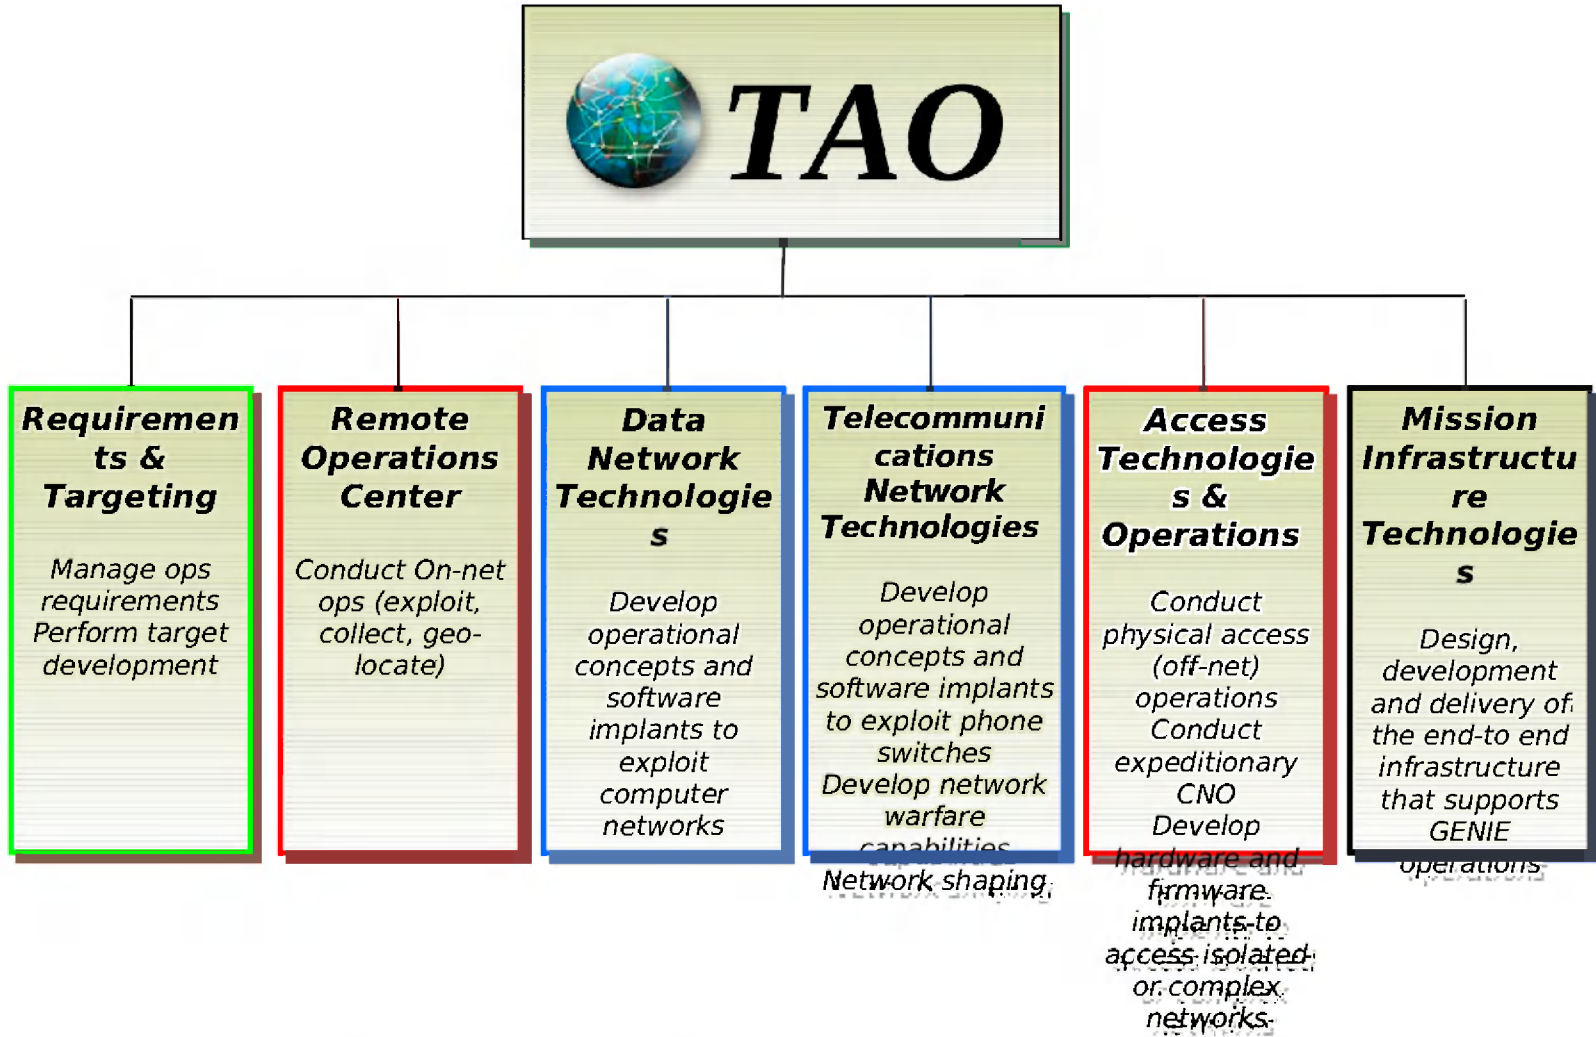 TAO
Requiremen
ts &
Targeting
Manage ops
requirements
Perform target
development
Remote
Operations
Center
Conduct On-net
ops (exploit,
collect, geo-
locate)
Data
Network
Technologie
s
Develop
operational
concepts and
software
implants to
exploit
computer
networks
Telecommuni
cations
Network
Technologies
Develop
operational
concepts and
software implants
to exploit phone
switches
Develop network
warfare
capabilities
Network shaping
Access
Technologie
s &
Operations
Conduct
physical access
(off-net)
operations
Conduct
expeditionary
CNO
Develop
hardware and
firmware
implants to
access isolated
or complex
networks
Mission
Infrastructu
re
Technologie
s
Design,
development
and delivery of
the end-to end
infrastructure
that supports
GENIE
operations